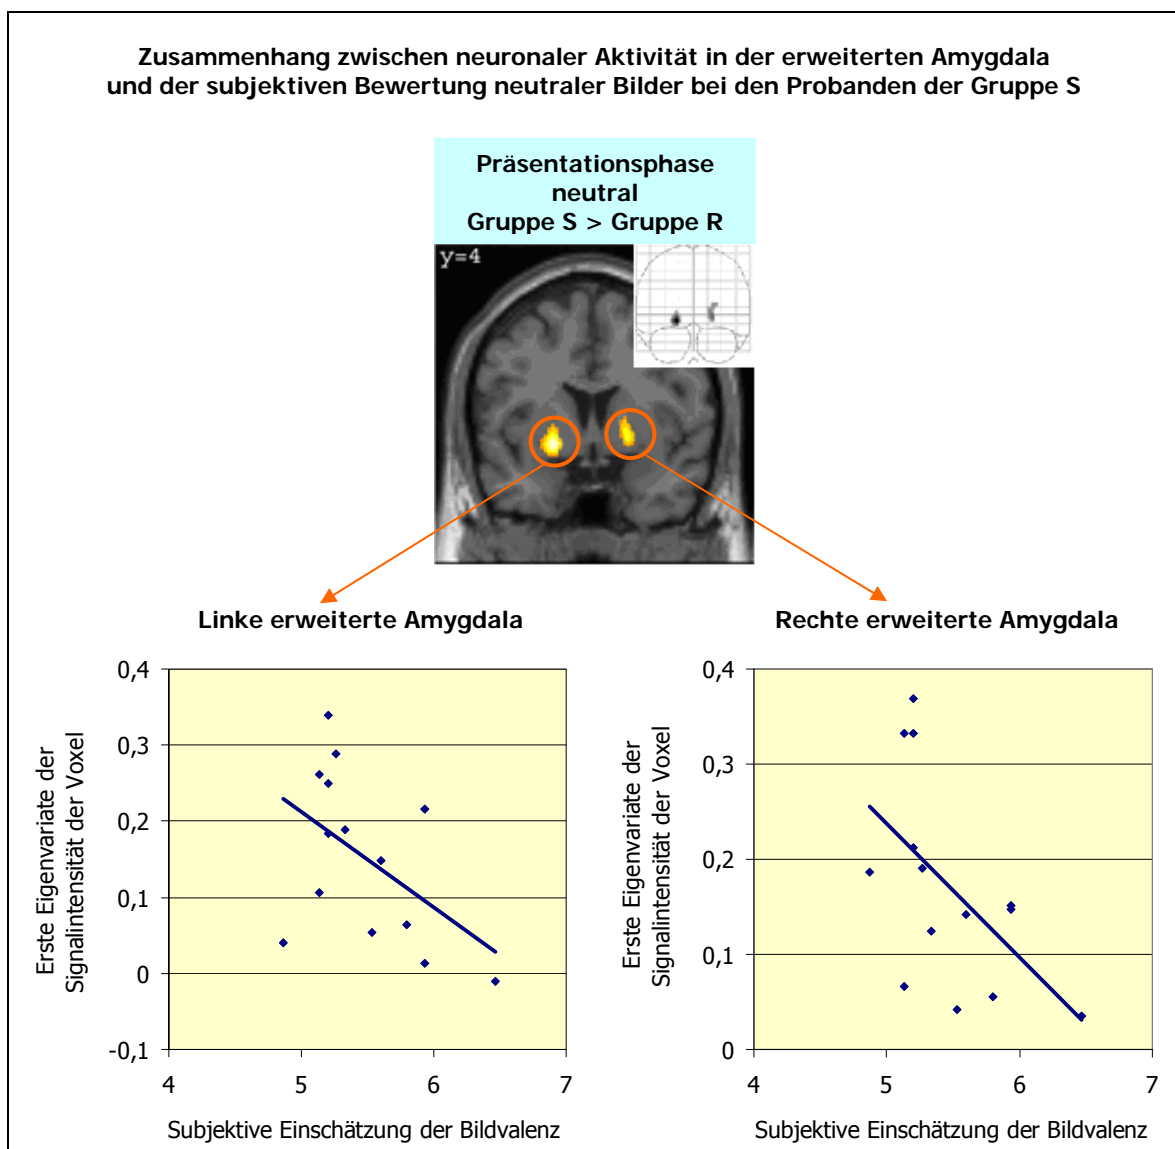 Zusammenhang zwischen neuronaler Aktivität in der erweiterten Amygdala
und der subjektiven Bewertung neutraler Bilder bei den Probanden der Gruppe S
Präsentationsphase
neutral
Gruppe S > Gruppe R
y=4
Linke erweiterte Amygdala
Erste Eigenvariate der
Signalintensität der Voxel
0,4
0,3
0,2
0,1
0
-0,1
4 5 6 7
Subjektive Einschätzung der Bildvalenz
Rechte erweiterte Amygdala
Erste Eigenvariate der
Signalintensität der Voxel
0,4
0,3
0,2
0,1
0
4 5 6 7
Subjektive Einschätzung der Bildvalenz